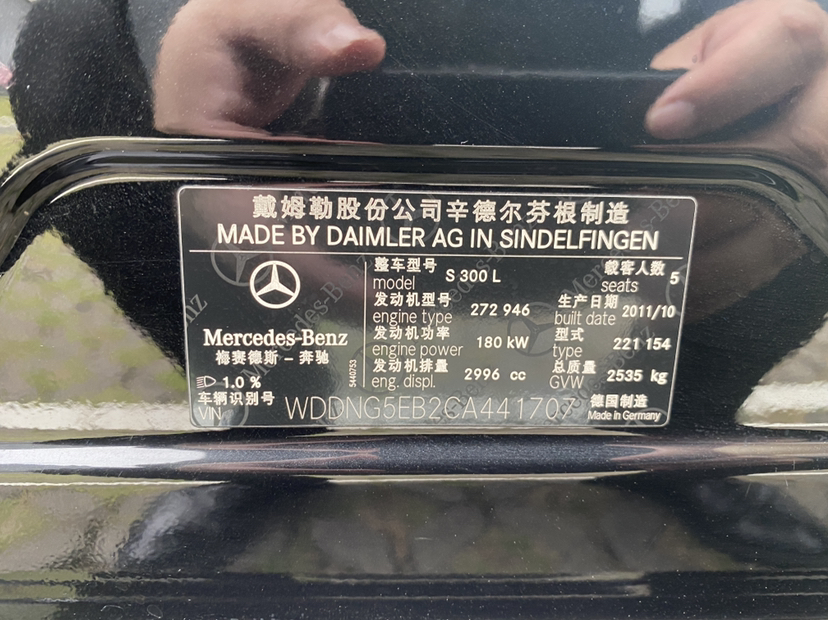 戴姆勒股份公司辛德尔芬根制造
MADE BY DAIMLER AG IN SINDELFINGEN
整车型号 model S 300 L
载客人数 seats 5
发动机型号 engine type 272 946
生产日期 built date 2011/10
发动机功率 engine power 180 kW
型式 type 221 154
发动机排量 eng. displ. 2996 cc
总质量 GVW 2535 kg
Mercedes-Benz
梅赛德斯－奔驰
1.0 %
5440753
车辆识别号 VIN WDDNG5EB2CA441707
德国制造
Made in Germany